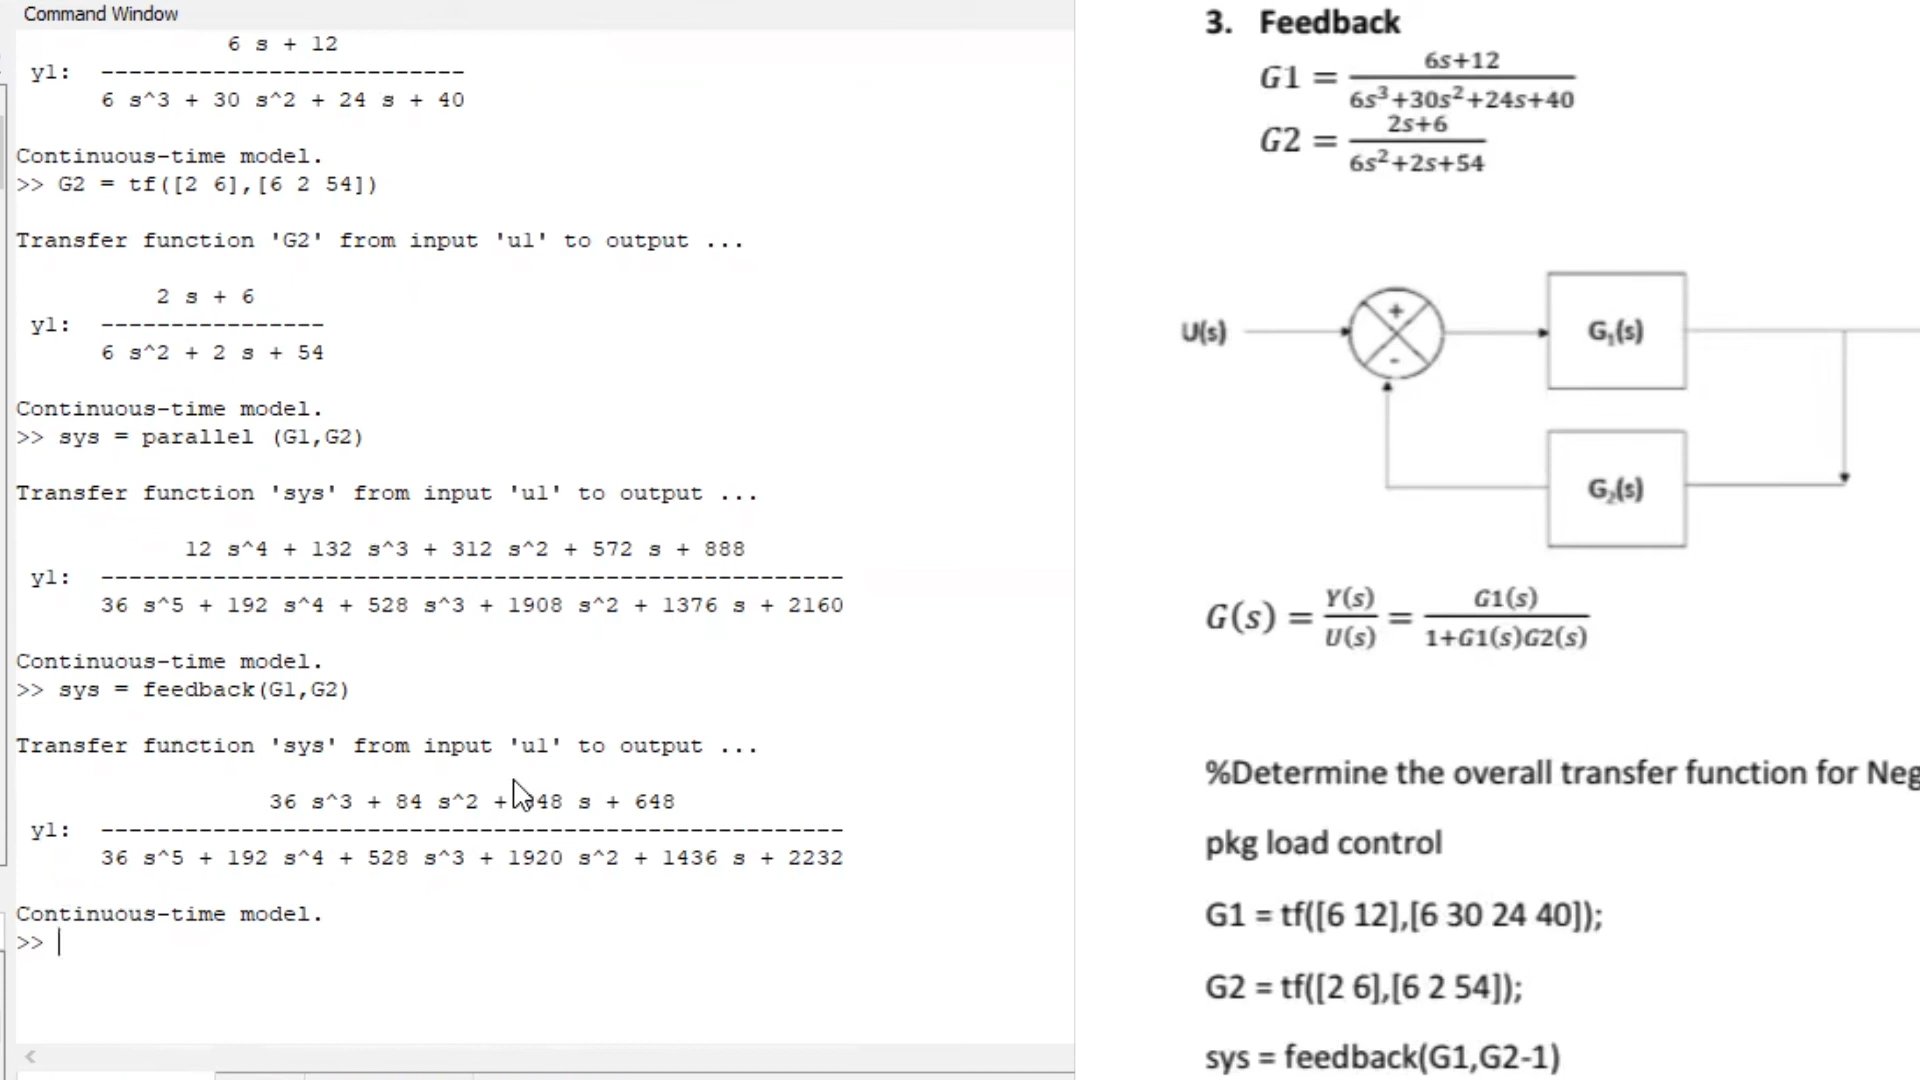 Command Window
6 s + 12
y1: --------------------------
6 s^3 + 30 s^2 + 24 s + 40
Continuous-time model.
>> G2 = tf([2 6],[6 2 54])
Transfer function 'G2' from input 'u1' to output ...
2 s + 6
y1: ----------------
6 s^2 + 2 s + 54
Continuous-time model.
>> sys = parallel (G1,G2)
Transfer function 'sys' from input 'u1' to output ...
12 s^4 + 132 s^3 + 312 s^2 + 572 s + 888
y1: -----------------------------------------------------
36 s^5 + 192 s^4 + 528 s^3 + 1908 s^2 + 1376 s + 2160
Continuous-time model.
>> sys = feedback(G1,G2)
Transfer function 'sys' from input 'u1' to output ...
36 s^3 + 84 s^2 + 48 s + 648
y1: -----------------------------------------------------
36 s^5 + 192 s^4 + 528 s^3 + 1920 s^2 + 1436 s + 2232
Continuous-time model.
>>
3. Feedback
G1 = 6s+12 / 6s³+30s²+24s+40
G2 = 2s+6 / 6s²+2s+54
U(s)
+
-
G₁(s)
G₂(s)
G(s) = Y(s) / U(s) = G1(s) / 1+G1(s)G2(s)
%Determine the overall transfer function for Neg
pkg load control
G1 = tf([6 12],[6 30 24 40]);
G2 = tf([2 6],[6 2 54]);
sys = feedback(G1,G2-1)